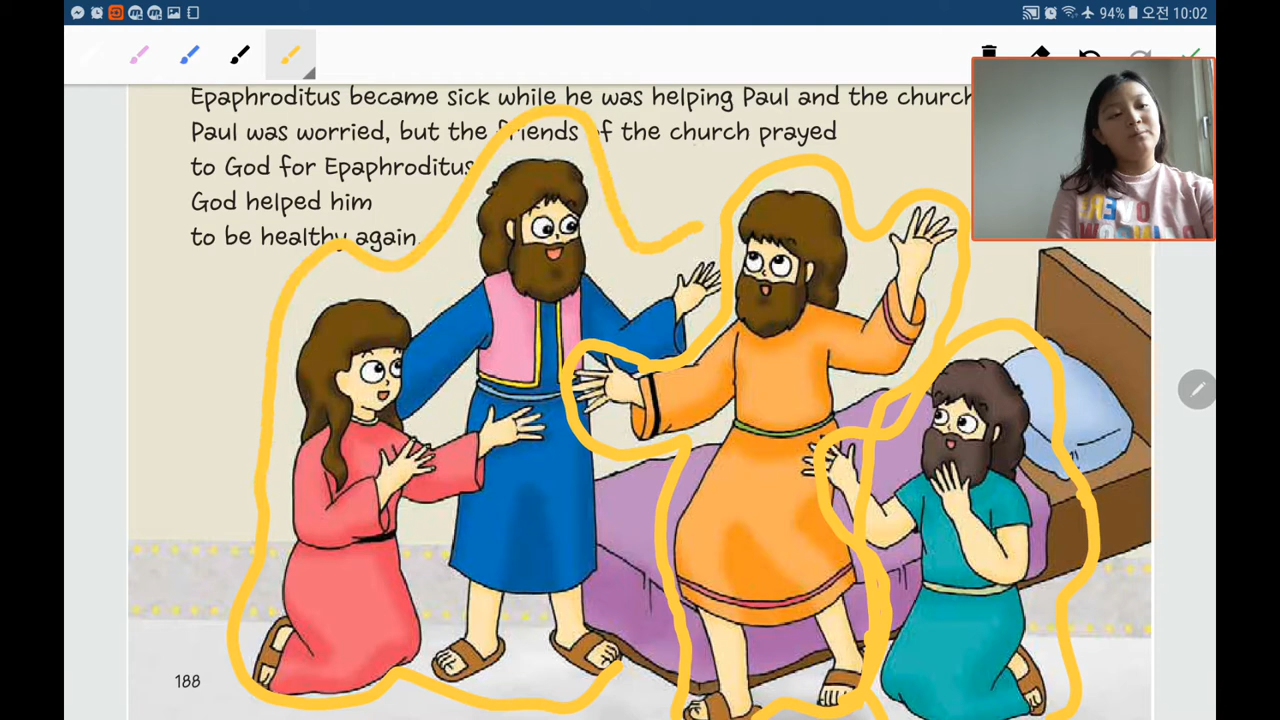 94% 오전 10:02
Epaphroditus became sick while he was helping Paul and the church
Paul was worried, but the friends of the church prayed
to God for Epaphroditus
God helped him
to be healthy again.
188